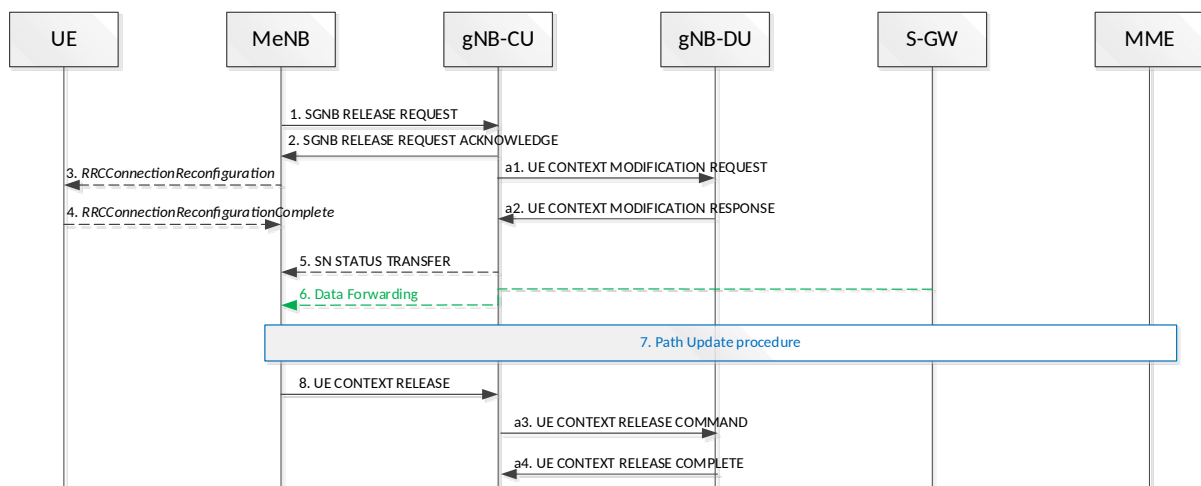 UE
MeNB
gNB-CU
gNB-DU
S-GW
MME
1. SGNB RELEASE REQUEST
2. SGNB RELEASE REQUEST ACKNOWLEDGE
a1. UE CONTEXT MODIFICATION REQUEST
3. RRCConnectionReconfiguration
a2. UE CONTEXT MODIFICATION RESPONSE
4. RRCConnectionReconfigurationComplete
5. SN STATUS TRANSFER
6. Data Forwarding
7. Path Update procedure
8. UE CONTEXT RELEASE
a3. UE CONTEXT RELEASE COMMAND
a4. UE CONTEXT RELEASE COMPLETE